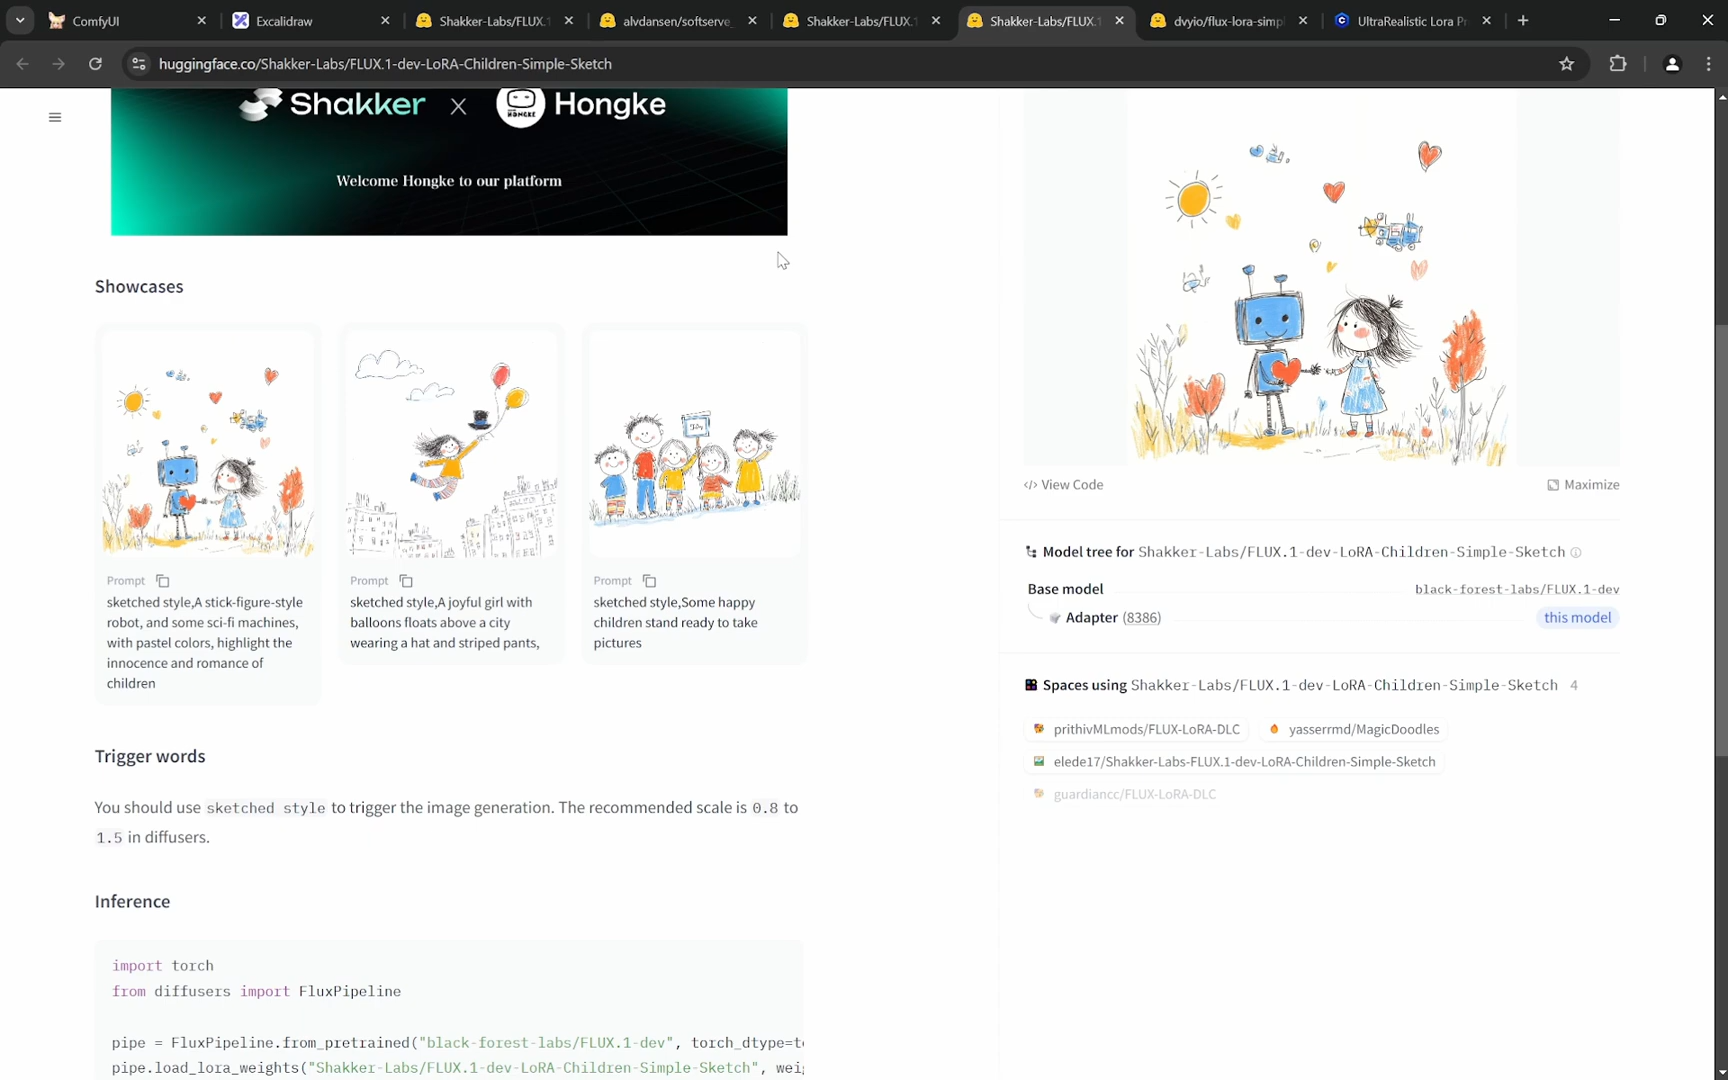 ComfyUI
Excalidraw
Shakker-Labs/FLUX.1
alvdansen/softserve_
Shakker-Labs/FLUX.1
Shakker-Labs/FLUX.1
dvyio/flux-lora-simpl
UltraRealistic Lora Pr
huggingface.co/Shakker-Labs/FLUX.1-dev-LoRA-Children-Simple-Sketch
Shakker X Hongke
Welcome Hongke to our platform
Showcases
Prompt
sketched style,A stick-figure-style
robot, and some sci-fi machines,
with pastel colors, highlight the
innocence and romance of
children
Prompt
sketched style,A joyful girl with
balloons floats above a city
wearing a hat and striped pants,
Prompt
sketched style,Some happy
children stand ready to take
pictures
Trigger words
You should use sketched style to trigger the image generation. The recommended scale is 0.8 to
1.5 in diffusers.
Inference
import torch
from diffusers import FluxPipeline
pipe = FluxPipeline.from_pretrained("black-forest-labs/FLUX.1-dev", torch_dtype=to
pipe.load_lora_weights("Shakker-Labs/FLUX.1-dev-LoRA-Children-Simple-Sketch", weig
</> View Code
Maximize
Model tree for Shakker-Labs/FLUX.1-dev-LoRA-Children-Simple-Sketch
Base model
black-forest-labs/FLUX.1-dev
Adapter (8386)
this model
Spaces using Shakker-Labs/FLUX.1-dev-LoRA-Children-Simple-Sketch 4
prithivMLmods/FLUX-LoRA-DLC
yasserrmd/MagicDoodles
elede17/Shakker-Labs-FLUX.1-dev-LoRA-Children-Simple-Sketch
guardiancc/FLUX-LoRA-DLC